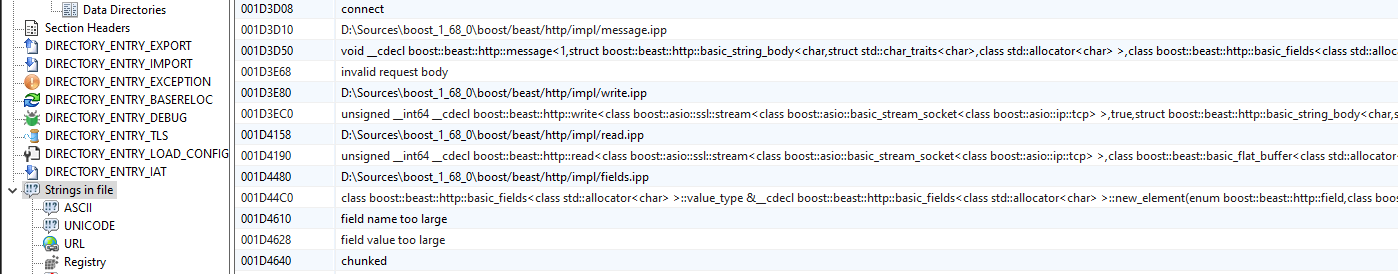 Data Directories
Section Headers
DIRECTORY_ENTRY_EXPORT
DIRECTORY_ENTRY_IMPORT
DIRECTORY_ENTRY_EXCEPTION
DIRECTORY_ENTRY_BASERELOC
DIRECTORY_ENTRY_DEBUG
DIRECTORY_ENTRY_TLS
DIRECTORY_ENTRY_LOAD_CONFIG
DIRECTORY_ENTRY_IAT
Strings in file
ASCII
UNICODE
URL
Registry
001D3D08 connect
001D3D10 D:\Sources\boost_1_68_0\boost/beast/http/impl/message.ipp
001D3D50 void __cdecl boost::beast::http::message<1,struct boost::beast::http::basic_string_body<char,struct std::char_traits<char>,class std::allocator<char> >,class boost::beast::http::basic_fields<class std::alloc
001D3E68 invalid request body
001D3E80 D:\Sources\boost_1_68_0\boost/beast/http/impl/write.ipp
001D3EC0 unsigned __int64 __cdecl boost::beast::http::write<class boost::asio::ssl::stream<class boost::asio::basic_stream_socket<class boost::asio::ip::tcp> >,true,struct boost::beast::http::basic_string_body<char,s
001D4158 D:\Sources\boost_1_68_0\boost/beast/http/impl/read.ipp
001D4190 unsigned __int64 __cdecl boost::beast::http::read<class boost::asio::ssl::stream<class boost::asio::basic_stream_socket<class boost::asio::ip::tcp> >,class boost::beast::basic_flat_buffer<class std::allocator
001D4480 D:\Sources\boost_1_68_0\boost/beast/http/impl/fields.ipp
001D44C0 class boost::beast::http::basic_fields<class std::allocator<char> >::value_type &__cdecl boost::beast::http::basic_fields<class std::allocator<char> >::new_element(enum boost::beast::http::field,class boos
001D4610 field name too large
001D4628 field value too large
001D4640 chunked